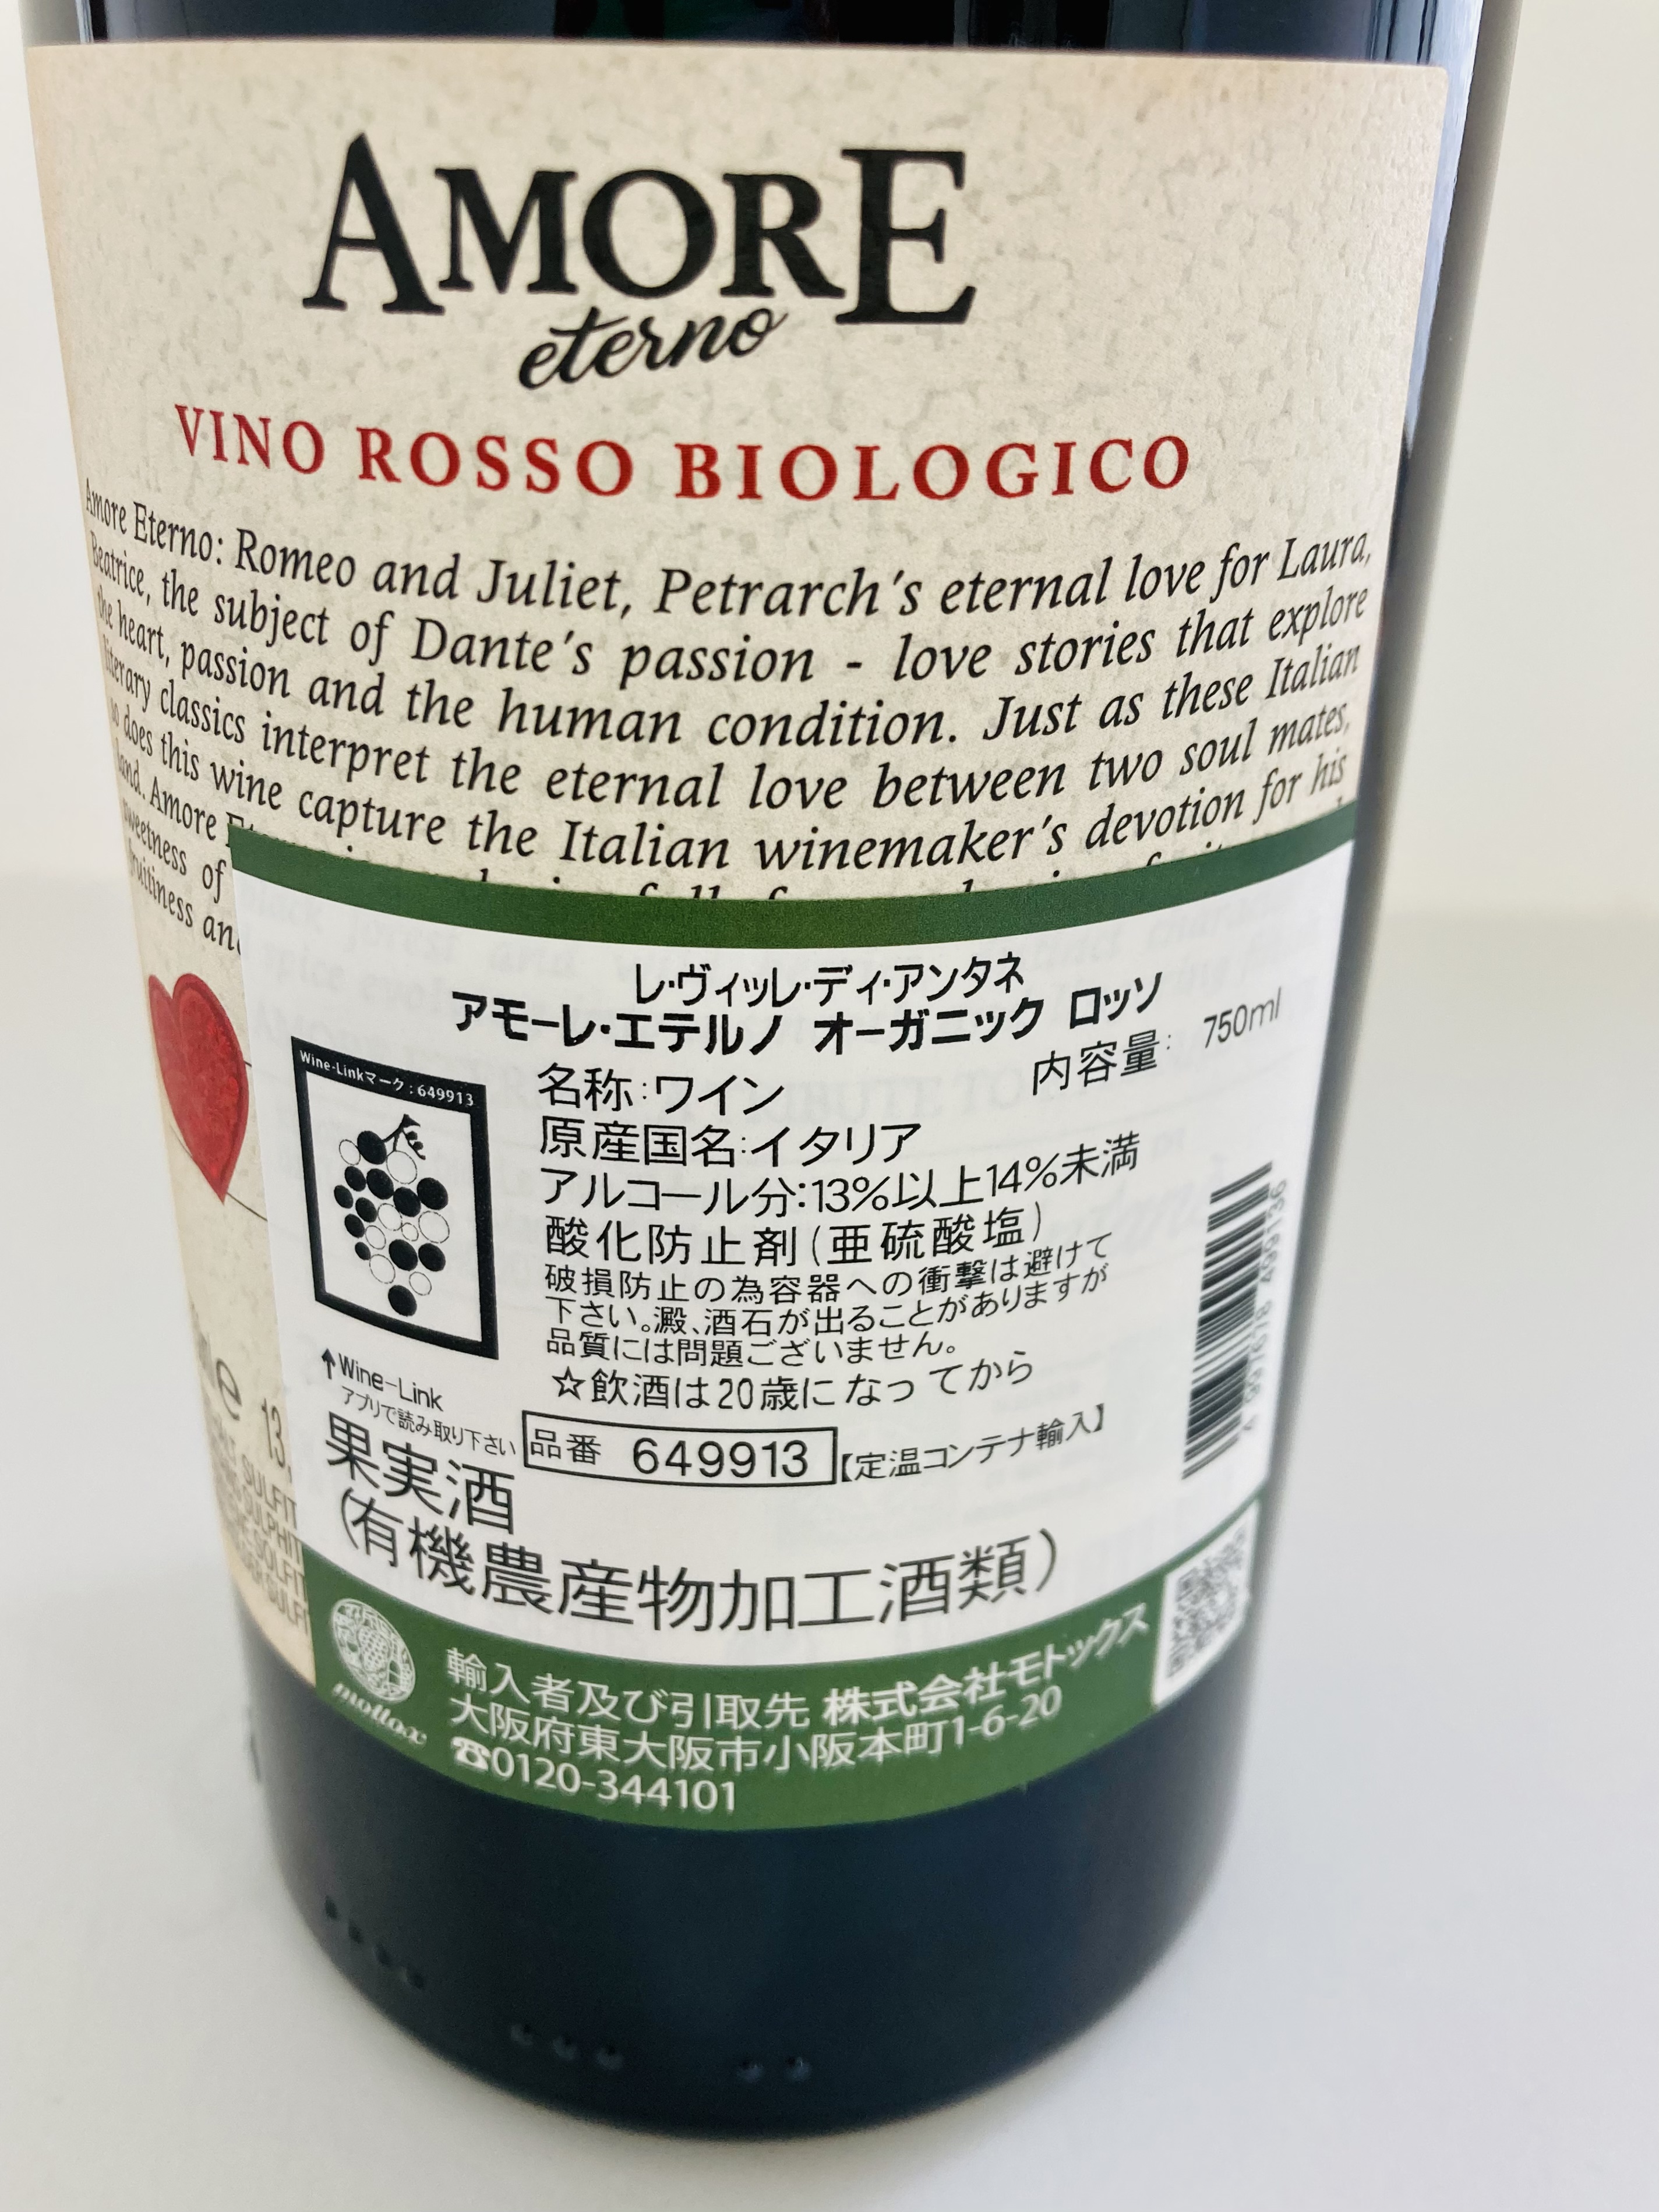 AMORE
eterno
VINO ROSSO BIOLOGICO
Amore Eterno: Romeo and Juliet, Petrarch's eternal love for Laura,
Beatrice, the subject of Dante's passion - love stories that explore
the heart, passion and the human condition. Just as these Italian
literary classics interpret the eternal love between two soul mates,
so does this wine capture the Italian winemaker's devotion for his
land. Amore
sweetness of
fruitiness and
レ・ヴィッレ・ディ・アンタネ
アモーレ・エテルノ オーガニック ロッソ
内容量: 750ml
Wine-Linkマーク:649913
名称:ワイン
原産国名:イタリア
アルコール分:13%以上14%未満
酸化防止剤(亜硫酸塩)
破損防止の為容器への衝撃は避けて
下さい。澱、酒石が出ることがありますが
品質には問題ございません。
☆飲酒は20歳になってから
↑Wine-Link
アプリで読み取り下さい
品番 649913【定温コンテナ輸入】
果実酒
(有機農産物加工酒類)
e 13.
mottox
輸入者及び引取先 株式会社モトックス
大阪府東大阪市小阪本町1-6-20
☎0120-344101